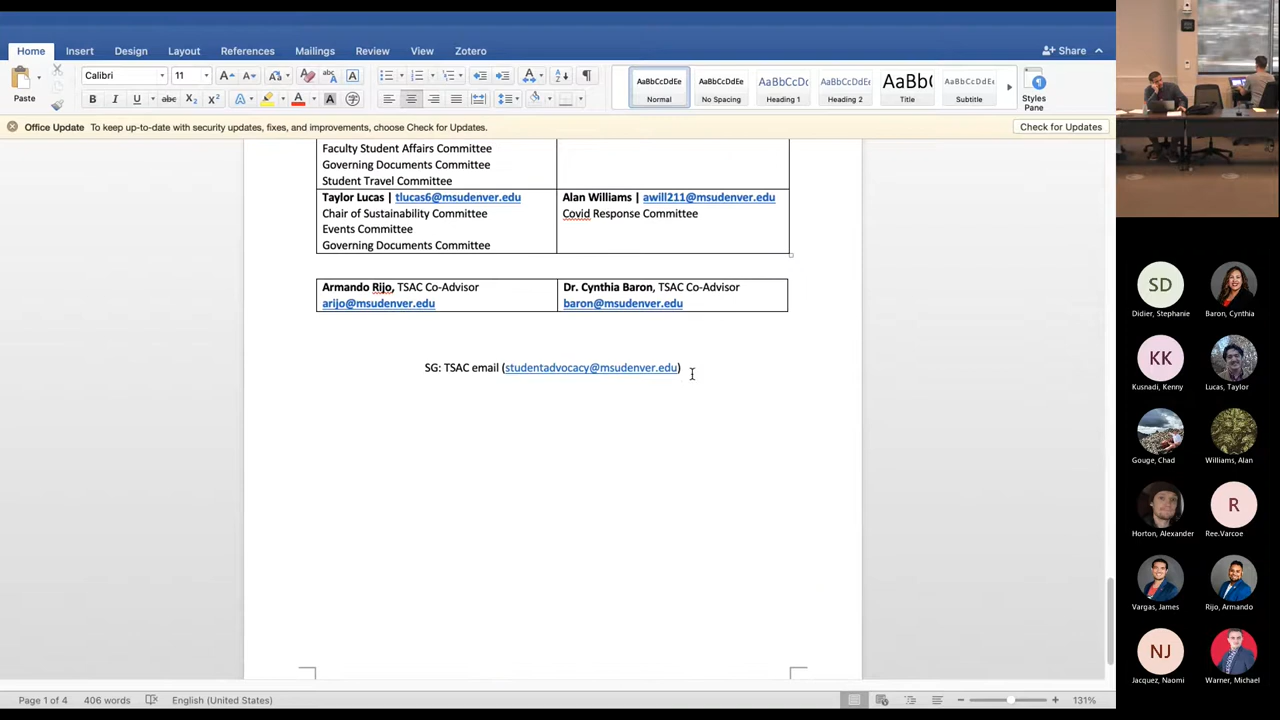 Home
Insert
Design
Layout
References
Mailings
Review
View
Zotero
Share
Paste
Calibri
11
B I U abc X₂ X²
AaBbCcDdEe
Normal
AaBbCcDdEe
No Spacing
AaBbCcDc
Heading 1
AaBbCcDdEe
Heading 2
AaBb(
Title
AaBbCcDdEe
Subtitle
Styles
Pane
Office Update To keep up-to-date with security updates, fixes, and improvements, choose Check for Updates.
Check for Updates
Faculty Student Affairs Committee
Governing Documents Committee
Student Travel Committee
Taylor Lucas | tlucas6@msudenver.edu
Chair of Sustainability Committee
Events Committee
Governing Documents Committee
Alan Williams | awill211@msudenver.edu
Covid Response Committee
Armando Rijo, TSAC Co-Advisor
arijo@msudenver.edu
Dr. Cynthia Baron, TSAC Co-Advisor
baron@msudenver.edu
SG: TSAC email (studentadvocacy@msudenver.edu)
Page 1 of 4
406 words
English (United States)
131%
SD
Didier, Stephanie
Baron, Cynthia
KK
Kusnadi, Kenny
Lucas, Taylor
Gouge, Chad
Williams, Alan
Horton, Alexander
R
Ree.Varcoe
Vargas, James
Rijo, Armando
NJ
Jacquez, Naomi
Warner, Michael